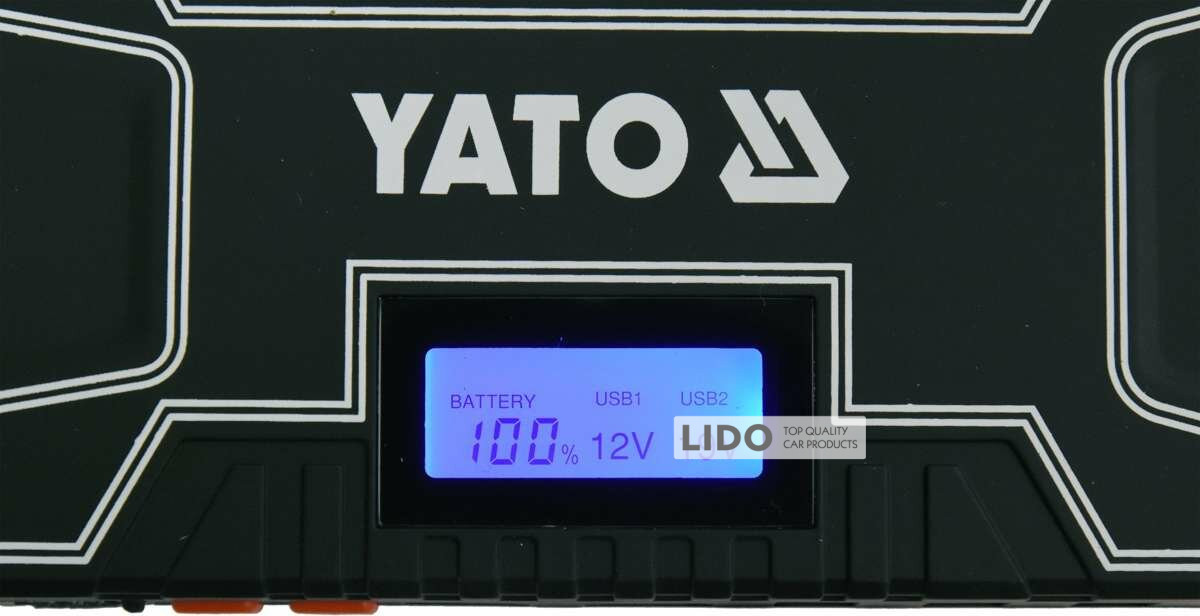 YATO
BATTERY USB1 USB2
100% 12V
LIDO
TOP QUALITY
CAR PRODUCTS